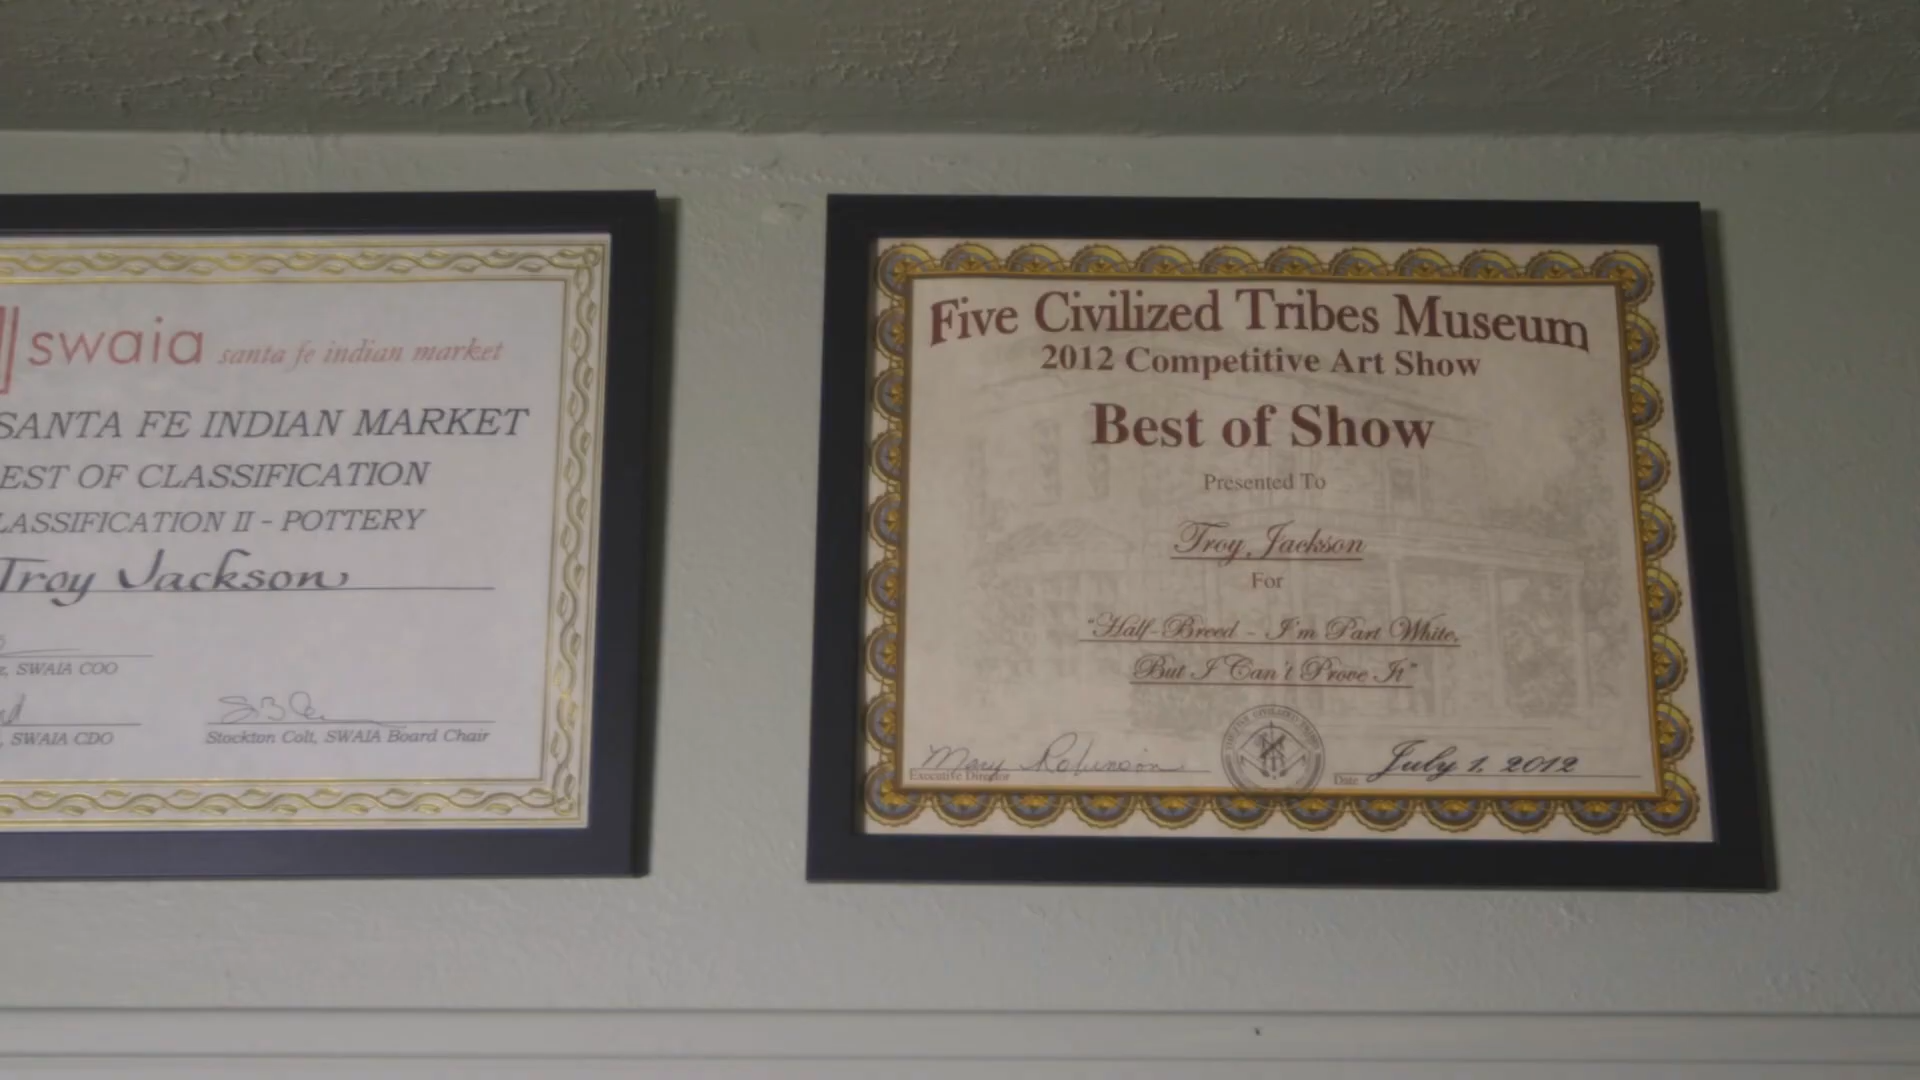 swaia santa fe indian market
SANTA FE INDIAN MARKET
EST OF CLASSIFICATION
LASSIFICATION II - POTTERY
Troy Jackson
z, SWAIA COO
, SWAIA CDO
Stockton Colt, SWAIA Board Chair
Five Civilized Tribes Museum
2012 Competitive Art Show
Best of Show
Presented To
Troy Jackson
For
"Half-Breed - I'm Part White,
But I Can't Prove It"
Mary Robinson
Executive Director
Date July 1, 2012